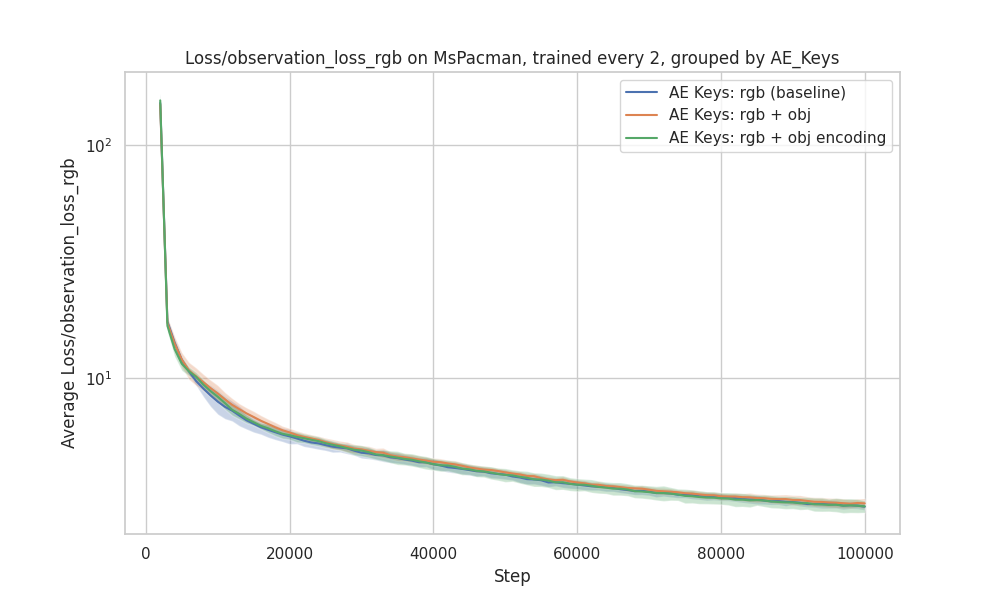 Loss/observation_loss_rgb on MsPacman, trained every 2, grouped by AE_Keys
AE Keys: rgb (baseline)
AE Keys: rgb + obj
AE Keys: rgb + obj encoding
Average Loss/observation_loss_rgb
10²
10¹
0 20000 40000 60000 80000 100000
Step